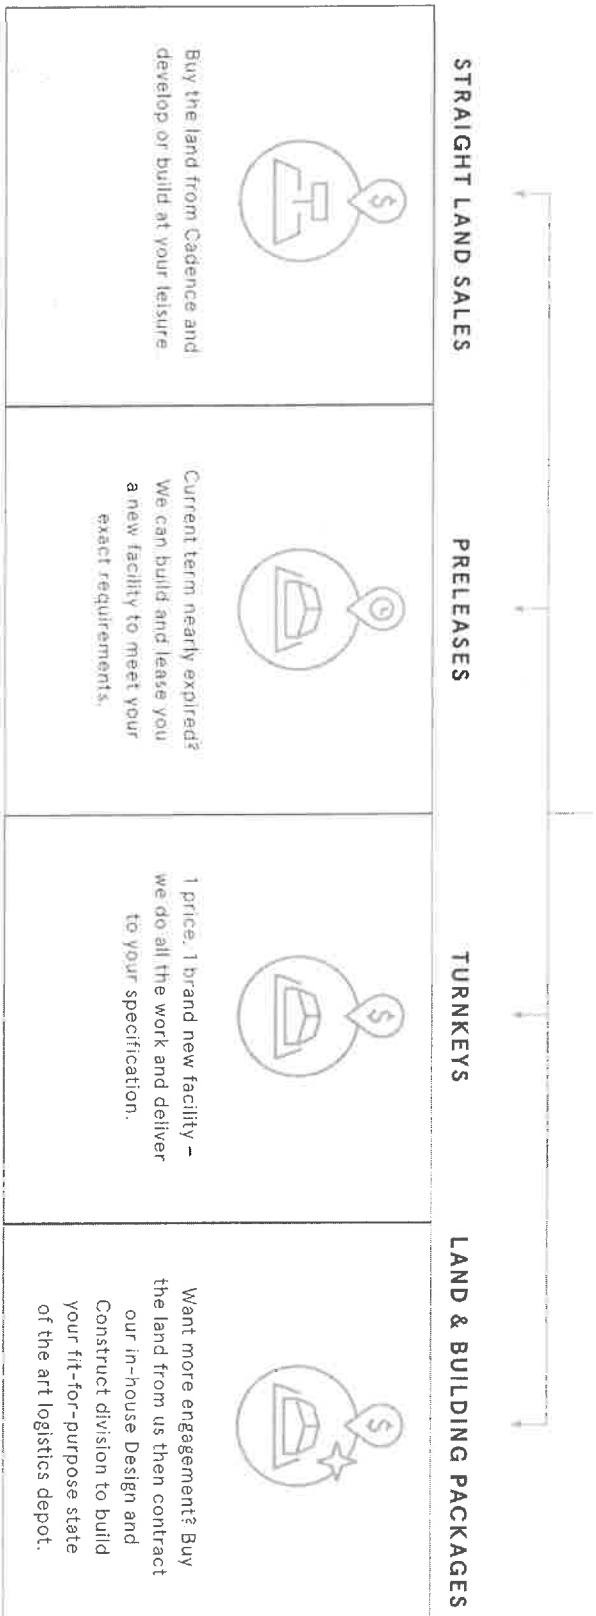 STRAIGHT LAND SALES
$
Buy the land from Cadence and
develop or build at your leisure
PRELEASES
Current term nearly expired?
We can build and lease you
a new facility to meet your
exact requirements.
TURNKEYS
$
1 price. 1 brand new facility –
we do all the work and deliver
to your specification.
LAND & BUILDING PACKAGES
$
Want more engagement? Buy
the land from us then contract
our in-house Design and
Construct division to build
your fit-for-purpose state
of the art logistics depot.